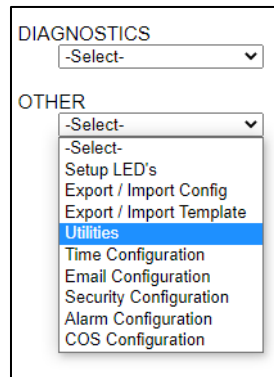 DIAGNOSTICS
-Select-
OTHER
-Select-
-Select-
Setup LED's
Export / Import Config
Export / Import Template
Utilities
Time Configuration
Email Configuration
Security Configuration
Alarm Configuration
COS Configuration